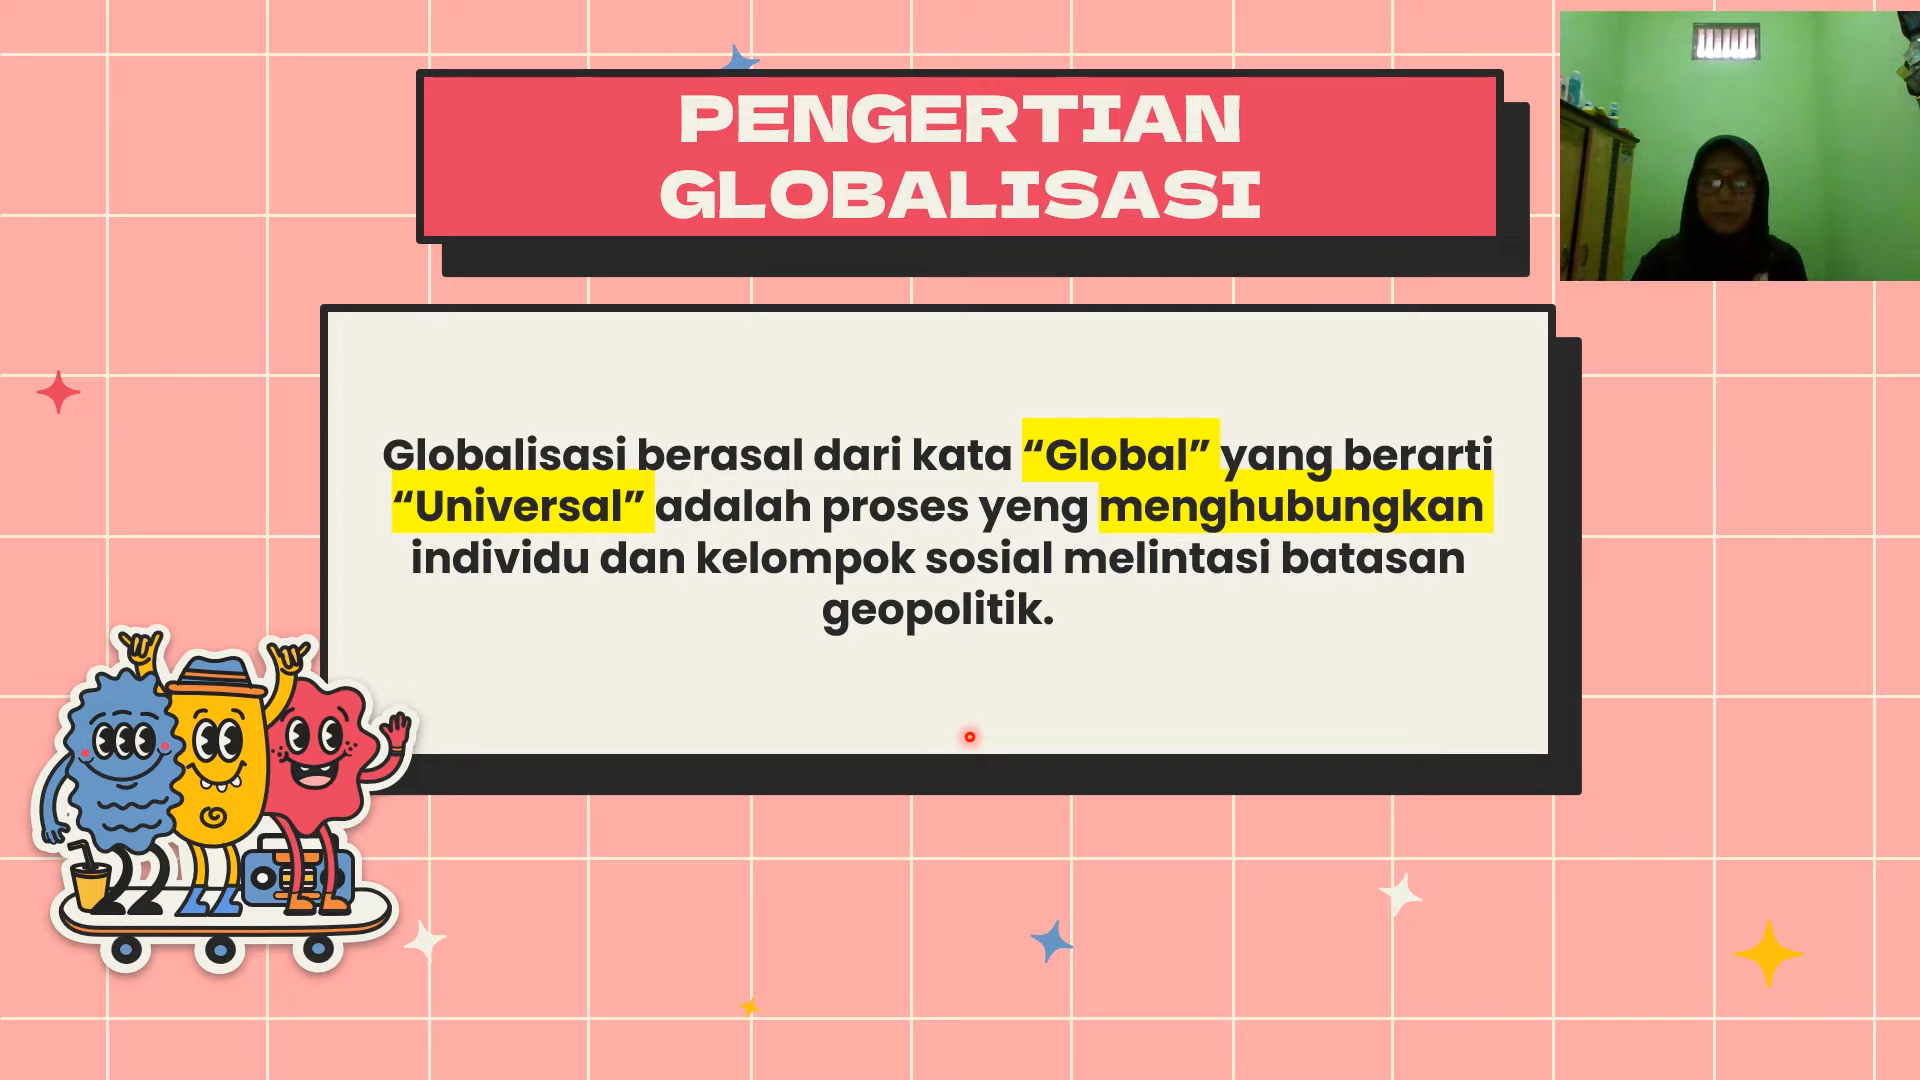 PENGERTIAN
GLOBALISASI
Globalisasi berasal dari kata “Global” yang berarti
“Universal” adalah proses yeng menghubungkan
individu dan kelompok sosial melintasi batasan
geopolitik.